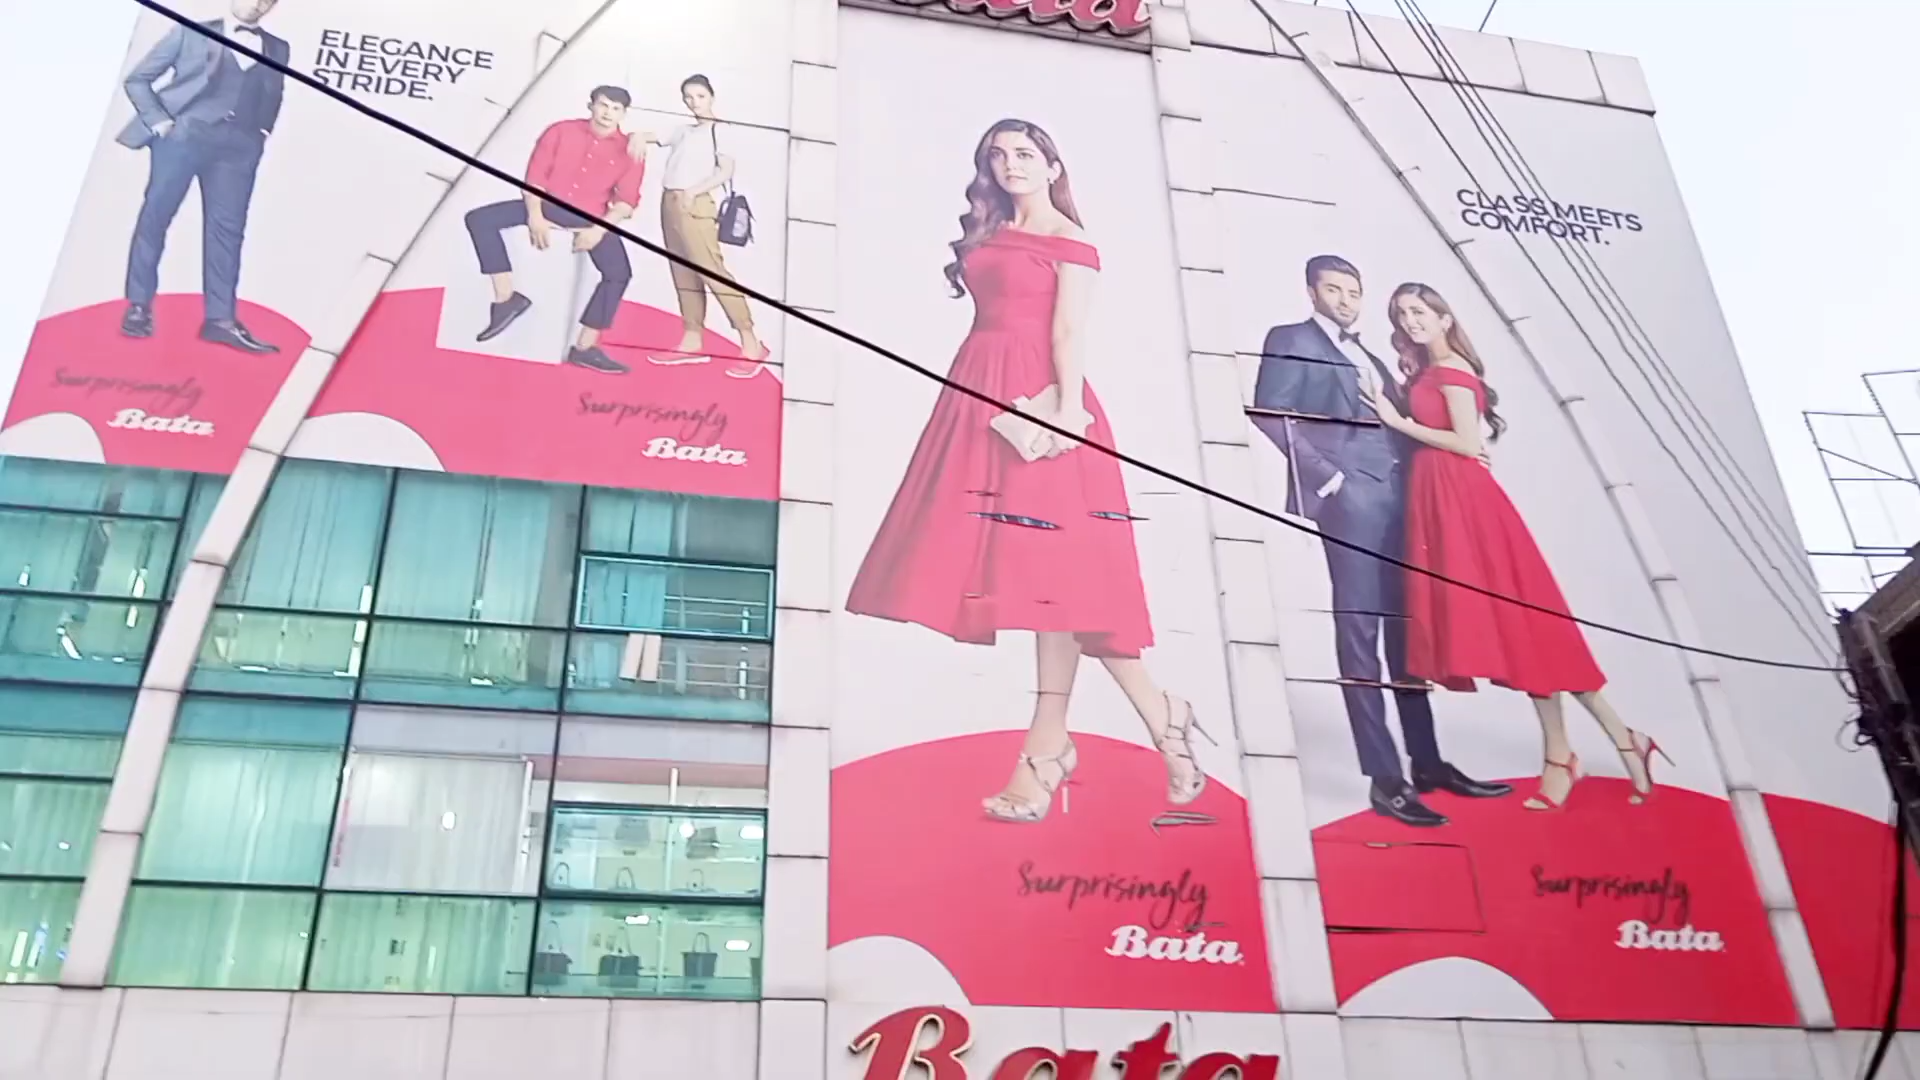 Bata
ELEGANCE
IN EVERY
STRIDE.
CLASS MEETS
COMFORT.
Surprisingly
Bata
Surprisingly
Bata
Surprisingly
Bata
Surprisingly
Bata
Bata